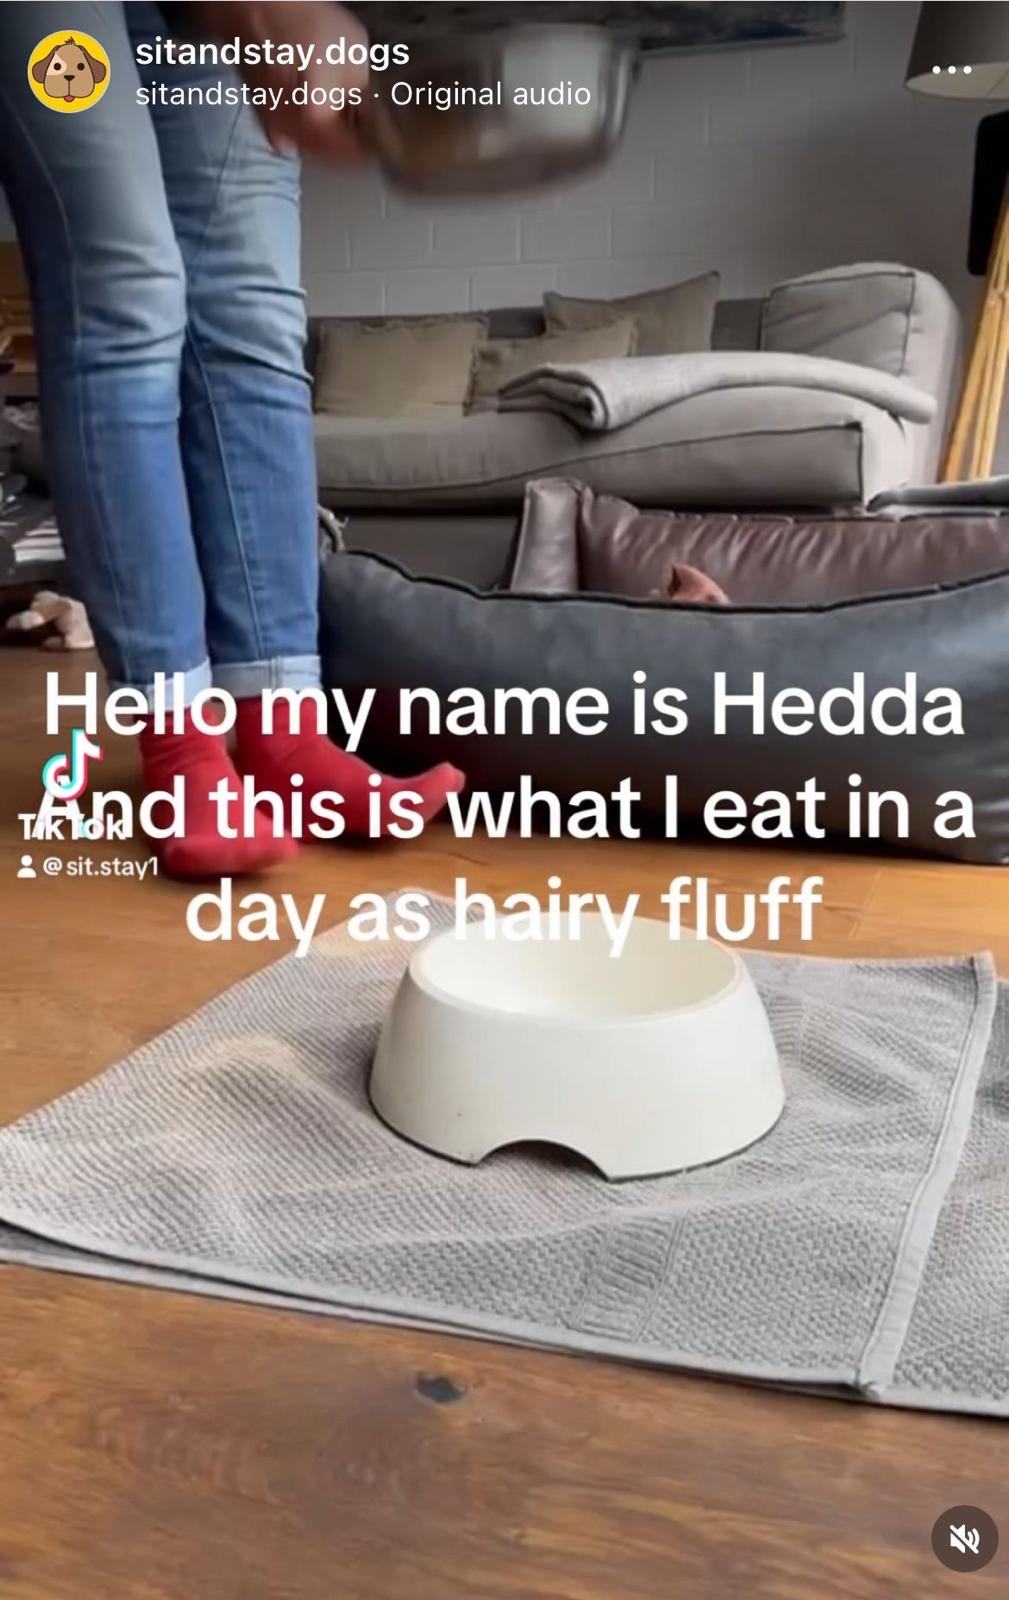 sitandstay.dogs
sitandstay.dogs · Original audio
Hello my name is Hedda
And this is what I eat in a
day as hairy fluff
TikTok
@sit.stay1